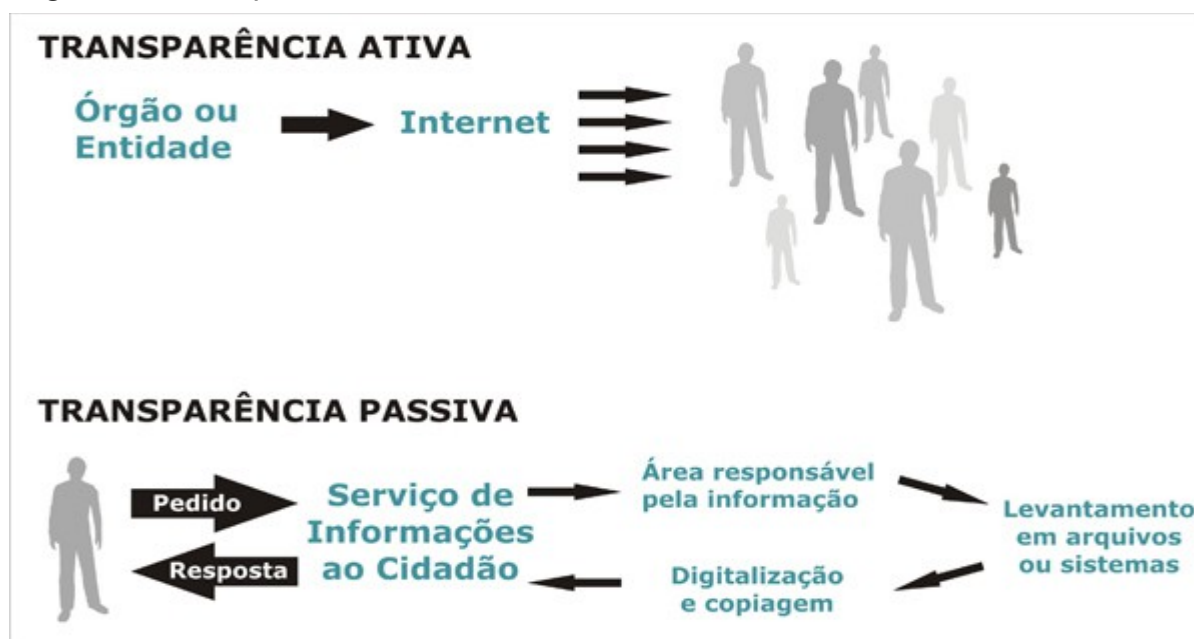 TRANSPARÊNCIA ATIVA
Órgão ou
Entidade
Internet
TRANSPARÊNCIA PASSIVA
Pedido
Resposta
Serviço de
Informações
ao Cidadão
Área responsável
pela informação
Levantamento
em arquivos
ou sistemas
Digitalização
e copiagem